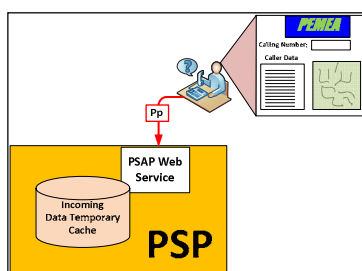 PEMEA
Calling Number:
Caller Data
?
Pp
PSAP Web
Service
Incoming
Data Temporary
Cache
PSP